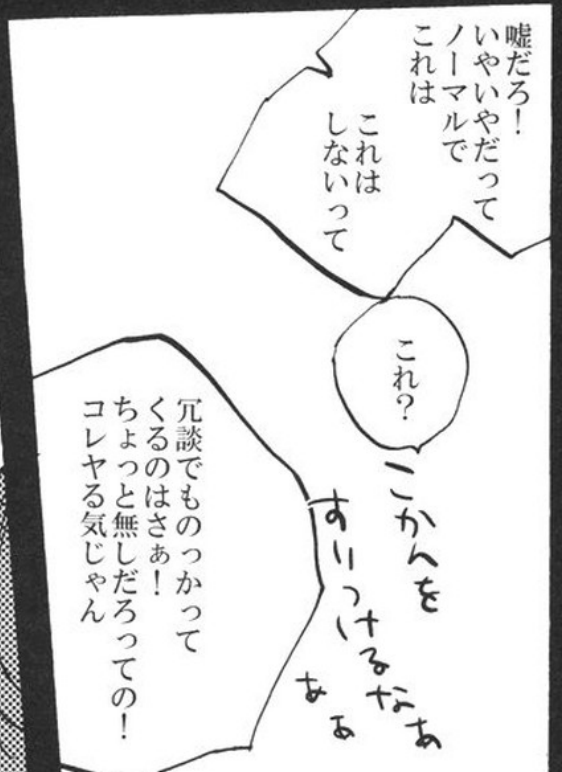 嘘だろ！
いやいやだって
ノーマルで
これは
これは
しないって
これ？
こかんを
すりつけるなぁ
ぁぁ
冗談でものっかって
くるのはさぁ！
ちょっと無しだろっての！
コレヤる気じゃん